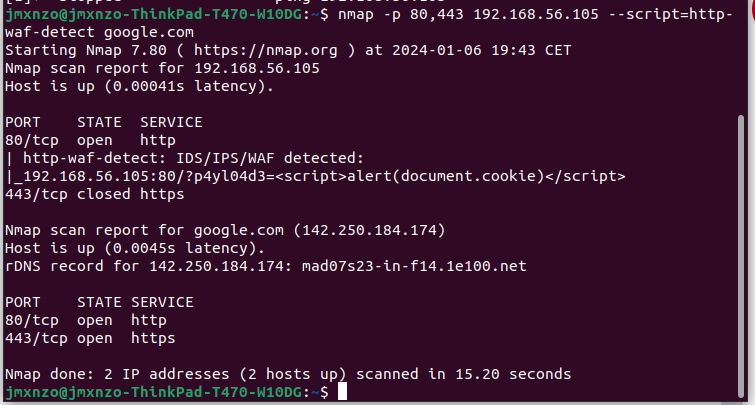 jmxnzo@jmxnzo-ThinkPad-T470-W10DG:~$ nmap -p 80,443 192.168.56.105 --script=http-
waf-detect google.com
Starting Nmap 7.80 ( https://nmap.org ) at 2024-01-06 19:43 CET
Nmap scan report for 192.168.56.105
Host is up (0.00041s latency).
PORT    STATE  SERVICE
80/tcp  open   http
| http-waf-detect: IDS/IPS/WAF detected:
|_192.168.56.105:80/?p4yl04d3=<script>alert(document.cookie)</script>
443/tcp closed https
Nmap scan report for google.com (142.250.184.174)
Host is up (0.0045s latency).
rDNS record for 142.250.184.174: mad07s23-in-f14.1e100.net
PORT    STATE SERVICE
80/tcp  open  http
443/tcp open  https
Nmap done: 2 IP addresses (2 hosts up) scanned in 15.20 seconds
jmxnzo@jmxnzo-ThinkPad-T470-W10DG:~$